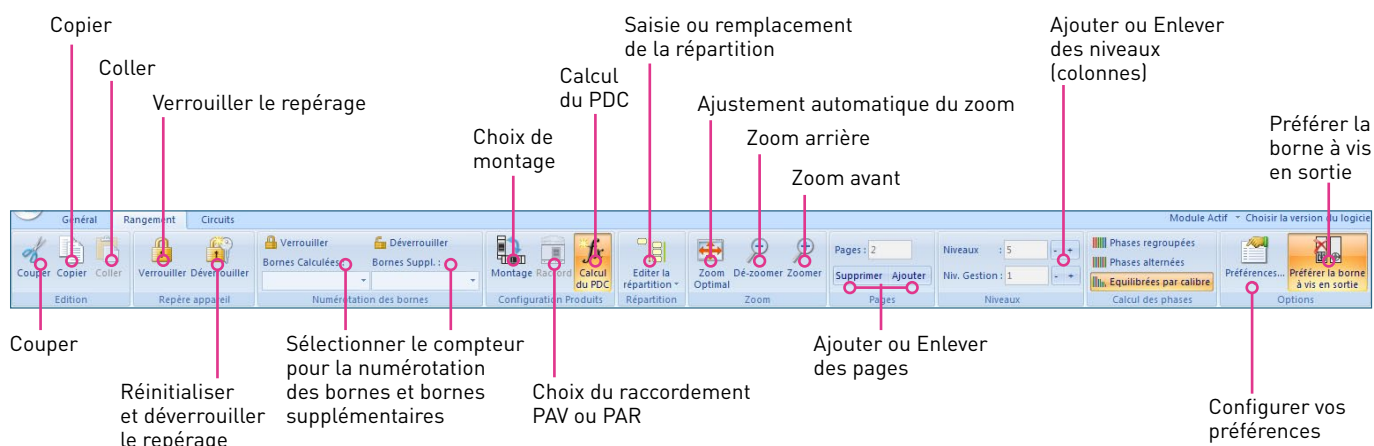 Copier
Coller
Verrouiller le repérage
Choix de
montage
Calcul
du PDC
Saisie ou remplacement
de la répartition
Ajustement automatique du zoom
Zoom arrière
Zoom avant
Ajouter ou Enlever
des niveaux
(colonnes)
Préférer la
borne à vis
en sortie
Général Rangement Circuits
Module Actif Choisir la version du logicie
Couper Copier Coller
Edition
Verrouiller Déverrouiller
Repère appareil
Verrouiller Déverrouiller
Bornes Calculées : Bornes Suppl. :
Numérotation des bornes
Montage Raccord Calcul
du PDC
Configuration Produits
Editer la
répartition
Répartition
Zoom
Optimal
Dé-zoomer Zoomer
Zoom
Pages : 2
Supprimer Ajouter
Pages
Niveaux : 5 - +
Niv. Gestion : 1 - +
Niveaux
Phases regroupées
Phases alternées
Equilibrées par calibre
Calcul des phases
Préférences... Préférer la borne
à vis en sortie
Options
Couper
Réinitialiser
et déverrouiller
le repérage
Sélectionner le compteur
pour la numérotation
des bornes et bornes
supplémentaires
Choix du raccordement
PAV ou PAR
Ajouter ou Enlever
des pages
Configurer vos
préférences